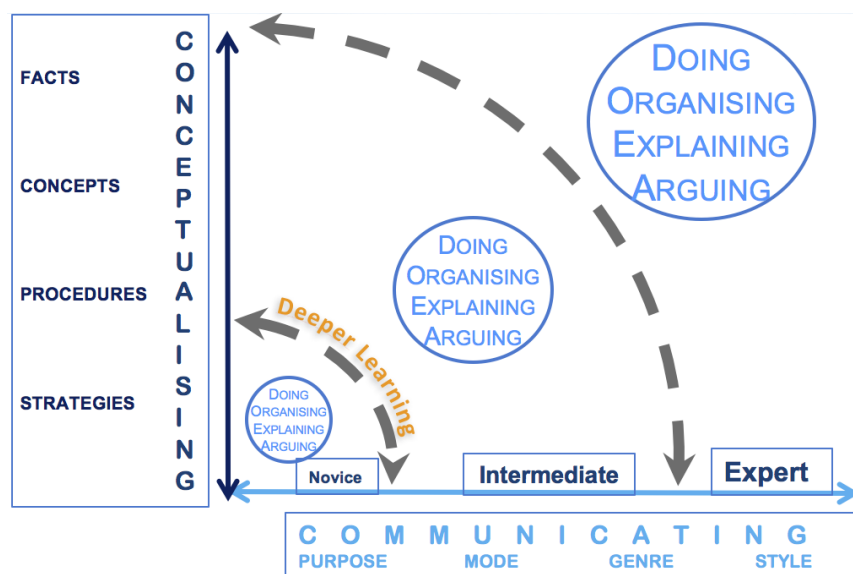 FACTS
CONCEPTS
PROCEDURES
STRATEGIES
CONCEPTUALISING
DOING
ORGANISING
EXPLAINING
ARGUING
DOING
ORGANISING
EXPLAINING
ARGUING
Deeper Learning
DOING
ORGANISING
EXPLAINING
ARGUING
Novice
Intermediate
Expert
COMMUNICATING
PURPOSE MODE GENRE STYLE